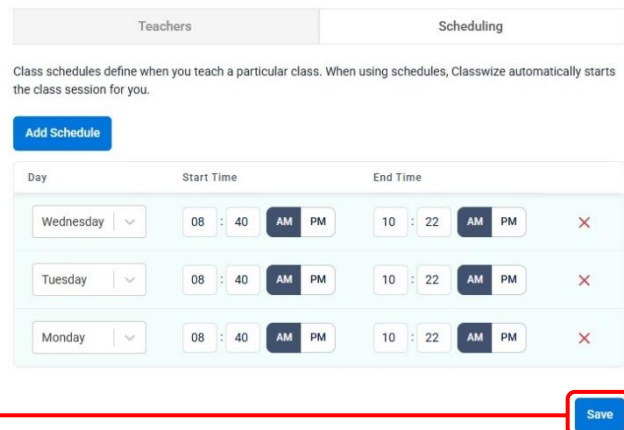 Teachers Scheduling
Class schedules define when you teach a particular class. When using schedules, Classwize automatically starts
the class session for you.
Add Schedule
Day Start Time End Time
Wednesday 08 : 40 AM PM 10 : 22 AM PM
Tuesday 08 : 40 AM PM 10 : 22 AM PM
Monday 08 : 40 AM PM 10 : 22 AM PM
Save